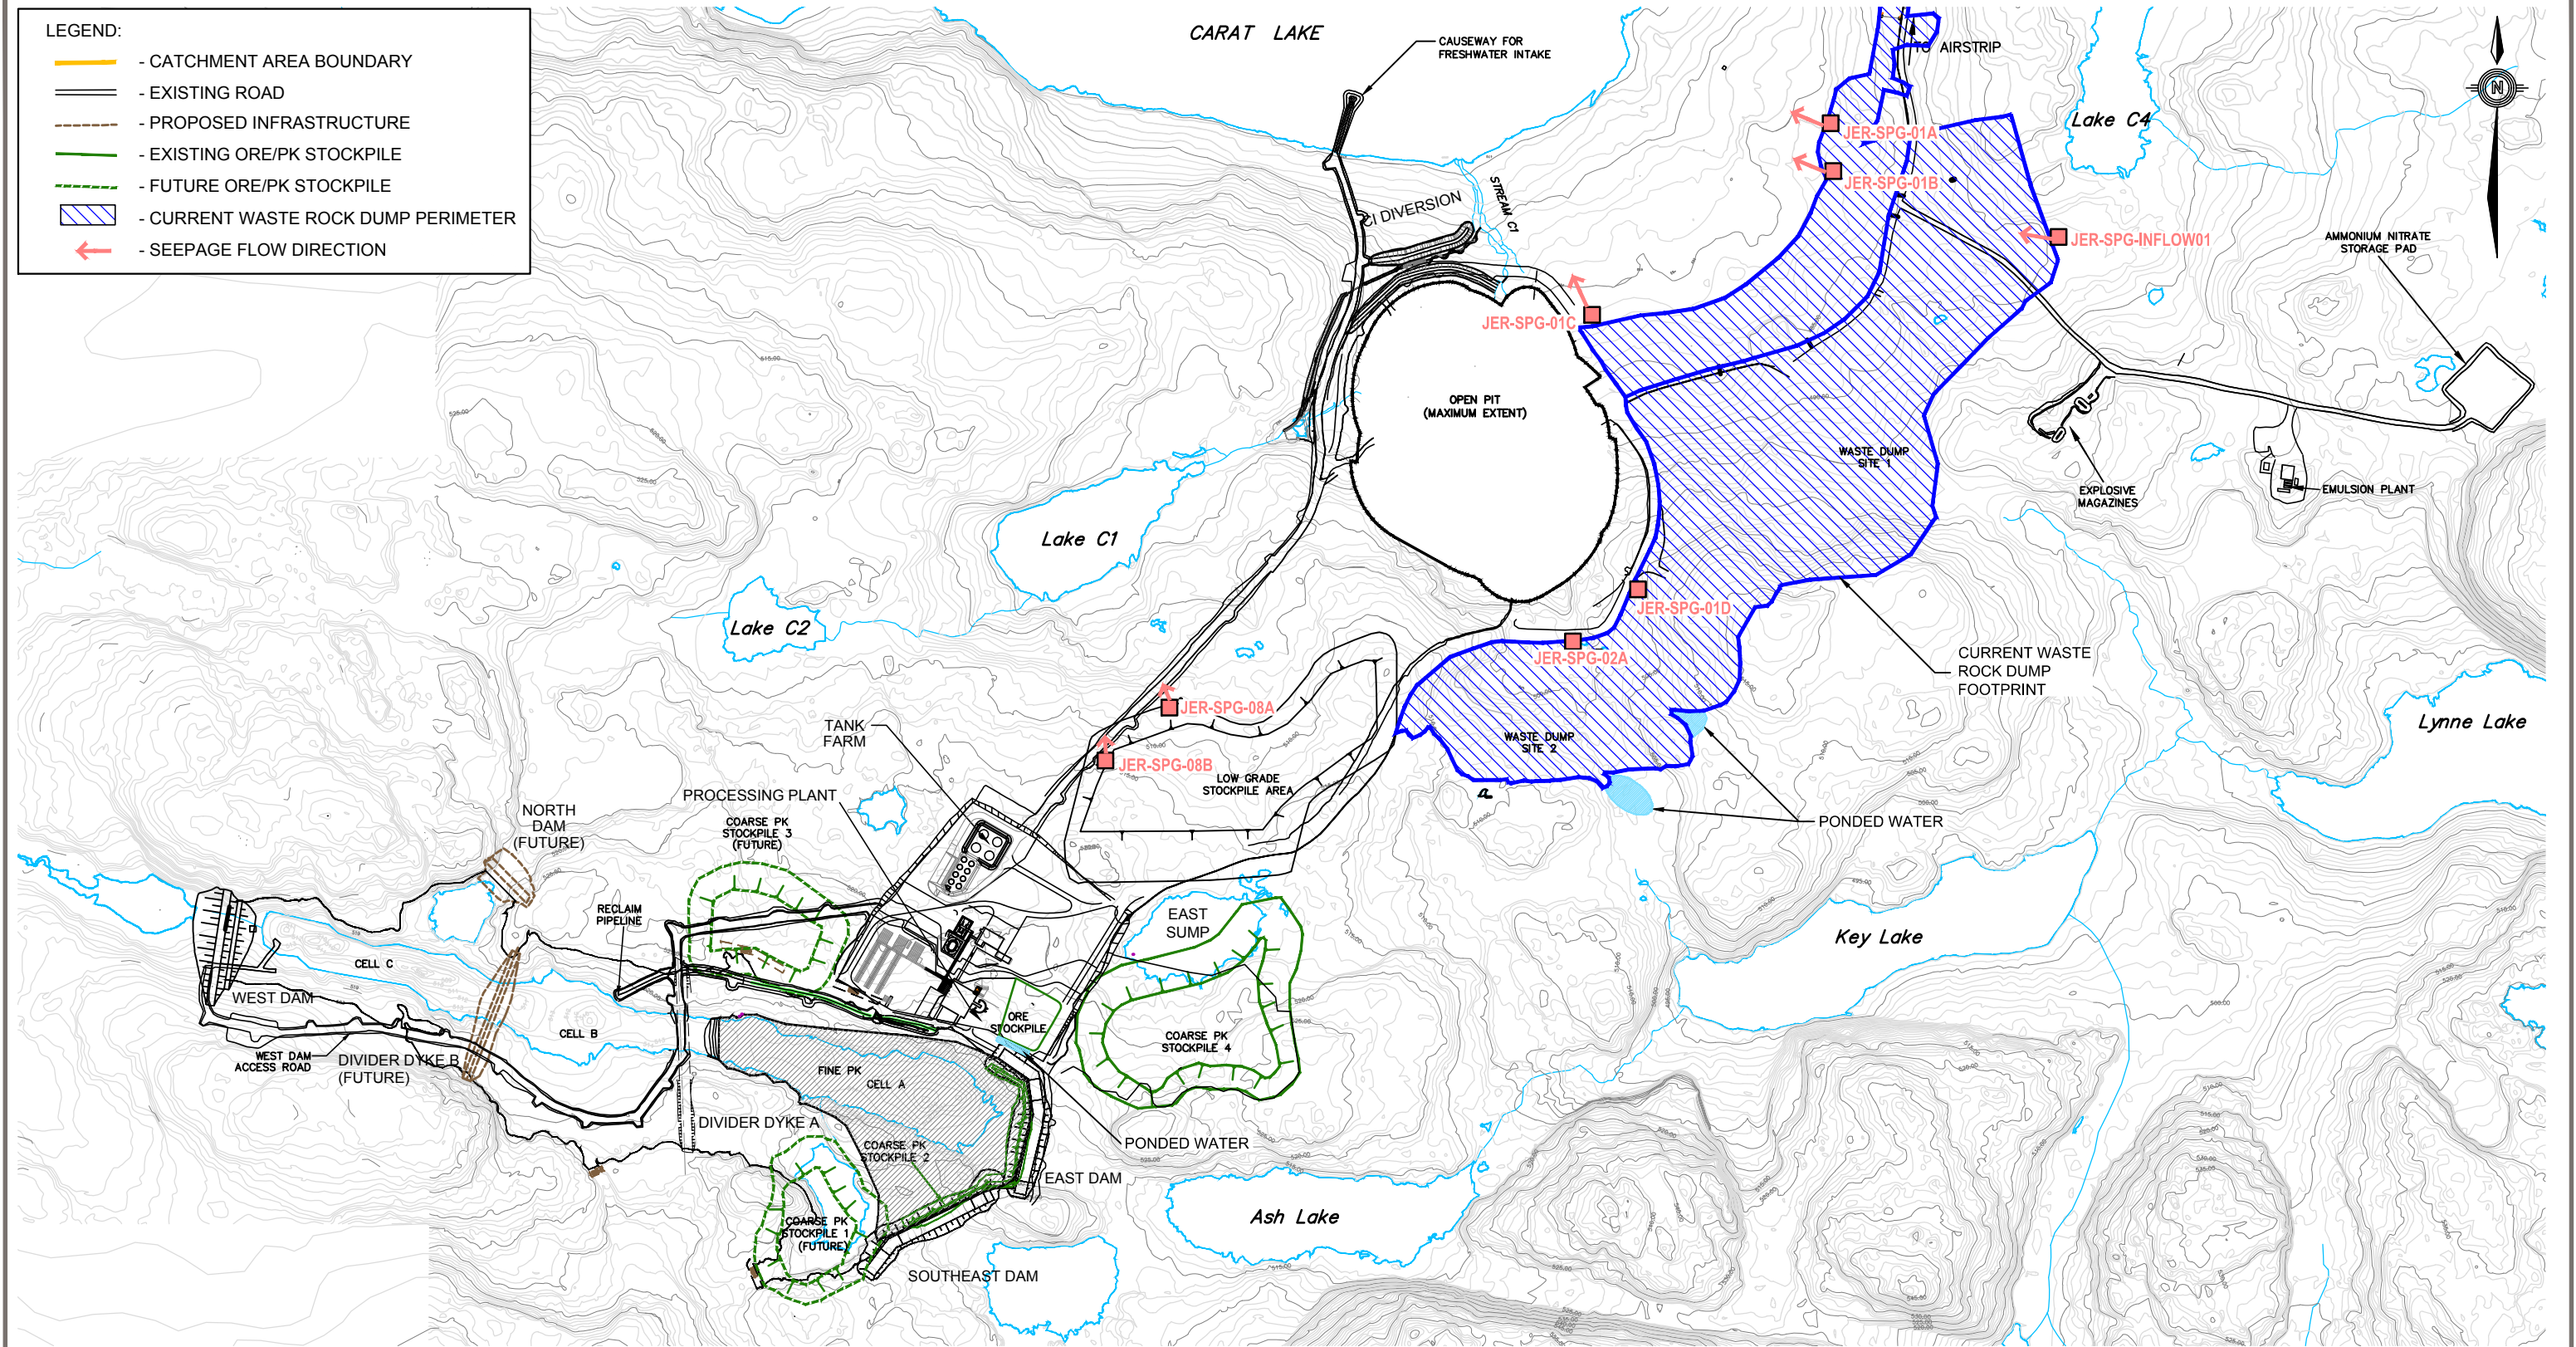 LEGEND:
- CATCHMENT AREA BOUNDARY
- EXISTING ROAD
- PROPOSED INFRASTRUCTURE
- EXISTING ORE/PK STOCKPILE
- FUTURE ORE/PK STOCKPILE
- CURRENT WASTE ROCK DUMP PERIMETER
- SEEPAGE FLOW DIRECTION
CARAT LAKE
CAUSEWAY FOR
FRESHWATER INTAKE
TO AIRSTRIP
N
Lake C4
JER-SPG-01A
JER-SPG-01B
STREAM C1
CI DIVERSION
JER-SPG-INFLOW01
AMMONIUM NITRATE
STORAGE PAD
JER-SPG-01C
OPEN PIT
(MAXIMUM EXTENT)
WASTE DUMP
SITE 1
EXPLOSIVE
MAGAZINES
EMULSION PLANT
Lake C1
Lake C2
JER-SPG-01D
JER-SPG-02A
CURRENT WASTE
ROCK DUMP
FOOTPRINT
JER-SPG-08A
JER-SPG-08B
TANK
FARM
WASTE DUMP
SITE 2
LOW GRADE
STOCKPILE AREA
Lynne Lake
PONDED WATER
PROCESSING PLANT
COARSE PK
STOCKPILE 3
(FUTURE)
NORTH
DAM
(FUTURE)
RECLAIM
PIPELINE
EAST
SUMP
Key Lake
CELL C
WEST DAM
CELL B
ORE
STOCKPILE
COARSE PK
STOCKPILE 4
WEST DAM
ACCESS ROAD
DIVIDER DYKE B
(FUTURE)
FINE PK
CELL A
DIVIDER DYKE A
COARSE PK
STOCKPILE 2
PONDED WATER
EAST DAM
COARSE PK
STOCKPILE 1
(FUTURE)
Ash Lake
SOUTHEAST DAM